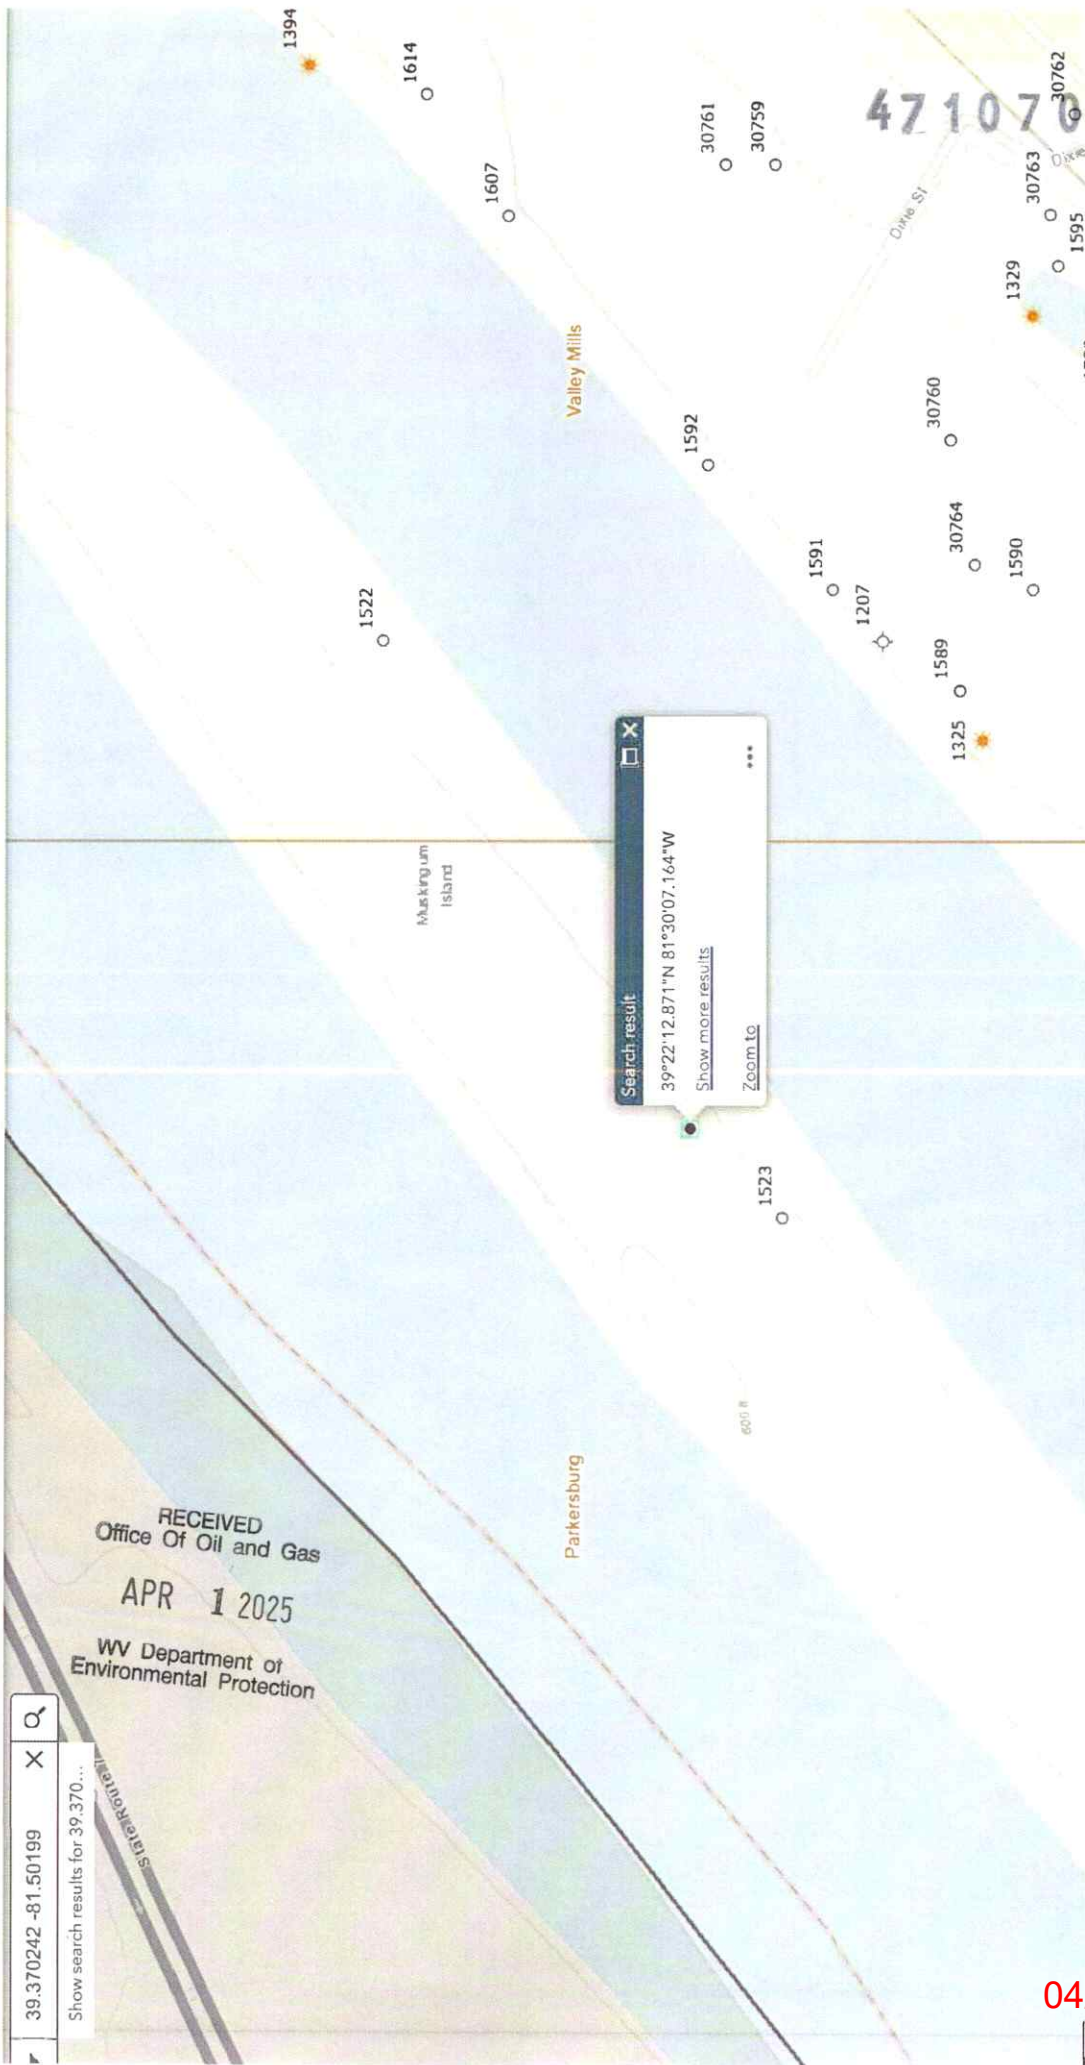 39.370242 -81.50199
Show search results for 39.370...
State Route
RECEIVED
Office Of Oil and Gas
APR 1 2025
WV Department of
Environmental Protection
Parkersburg
600 ft
1523
Search result
39°22'12.871"N 81°30'07.164"W
Show more results
Zoom to
Muskingum
Island
1522
1325
1589
1207
1591
1590
30764
30760
1592
Valley Mills
1329
1595
30763
30762
Dixie St
Dixie
1607
1614
1394
30761
30759
471070
04